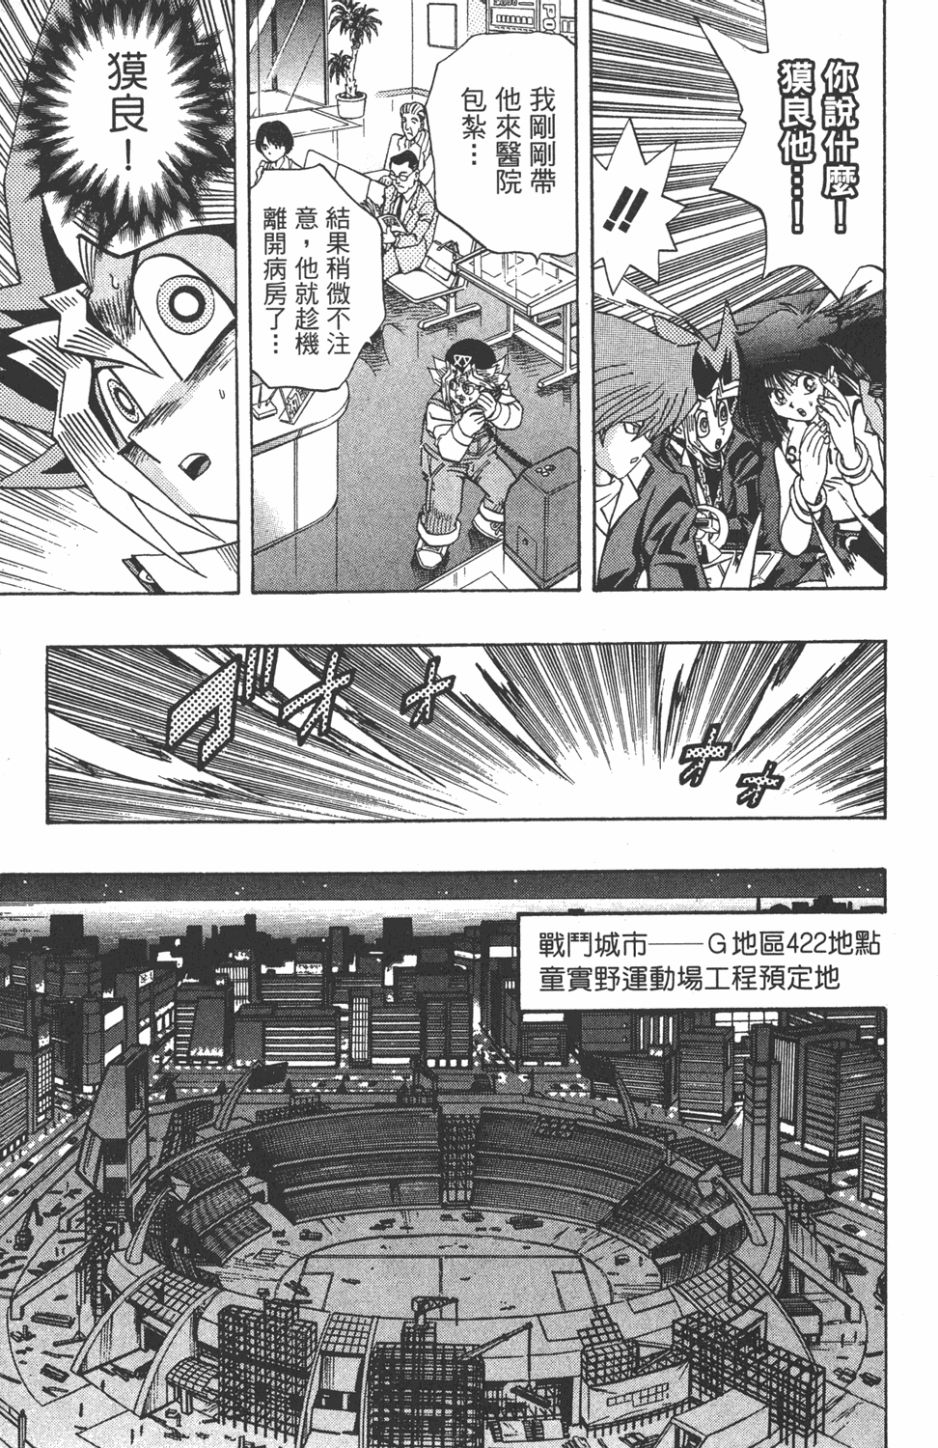 你說什麼！
獏良他…！
!!
我剛剛帶
他來醫院
包紮…
PO
結果稍微不注
意，他就趁機
離開病房了…
獏良！
ブオオオオオ
戰鬥城市——G地區422地點
童實野運動場工程預定地